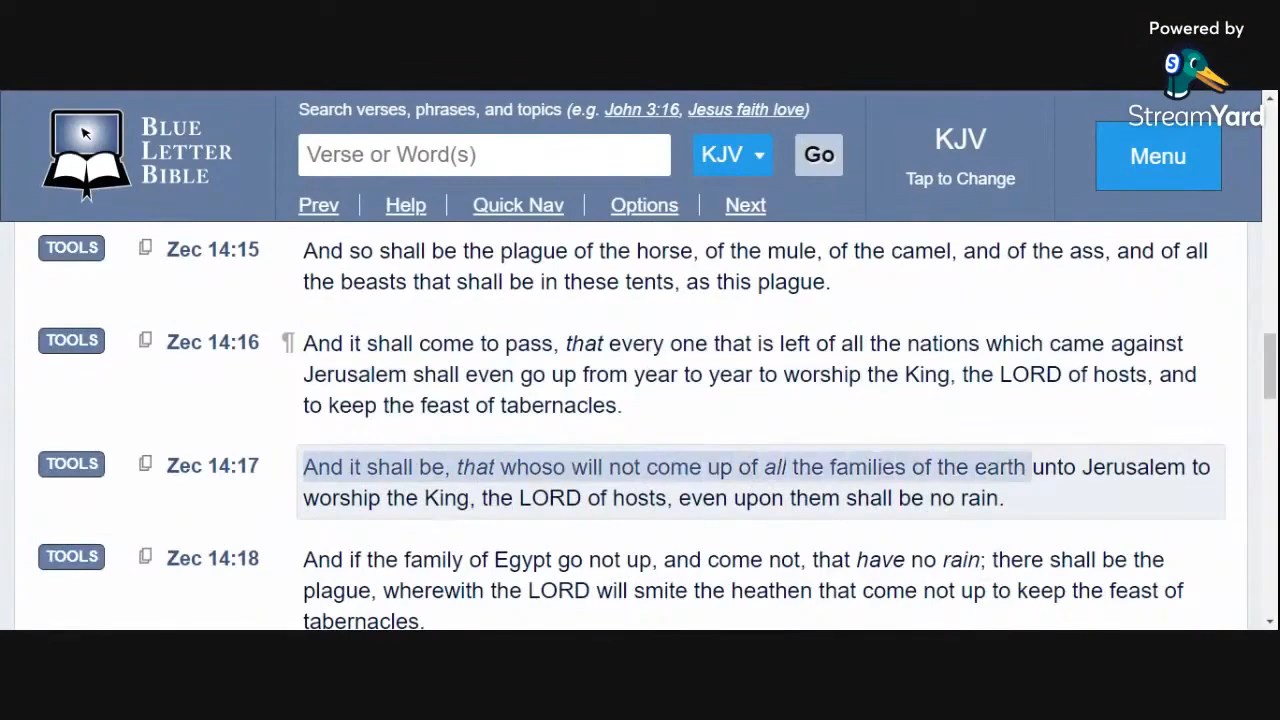 Powered by
StreamYard
Search verses, phrases, and topics (e.g. John 3:16, Jesus faith love)
BLUE
LETTER
BIBLE
Verse or Word(s)
KJV
Go
KJV
Tap to Change
Menu
Prev
Help
Quick Nav
Options
Next
TOOLS Zec 14:15 And so shall be the plague of the horse, of the mule, of the camel, and of the ass, and of all
the beasts that shall be in these tents, as this plague.
TOOLS Zec 14:16 ¶ And it shall come to pass, that every one that is left of all the nations which came against
Jerusalem shall even go up from year to year to worship the King, the LORD of hosts, and
to keep the feast of tabernacles.
TOOLS Zec 14:17 And it shall be, that whoso will not come up of all the families of the earth unto Jerusalem to
worship the King, the LORD of hosts, even upon them shall be no rain.
TOOLS Zec 14:18 And if the family of Egypt go not up, and come not, that have no rain; there shall be the
plague, wherewith the LORD will smite the heathen that come not up to keep the feast of
tabernacles.